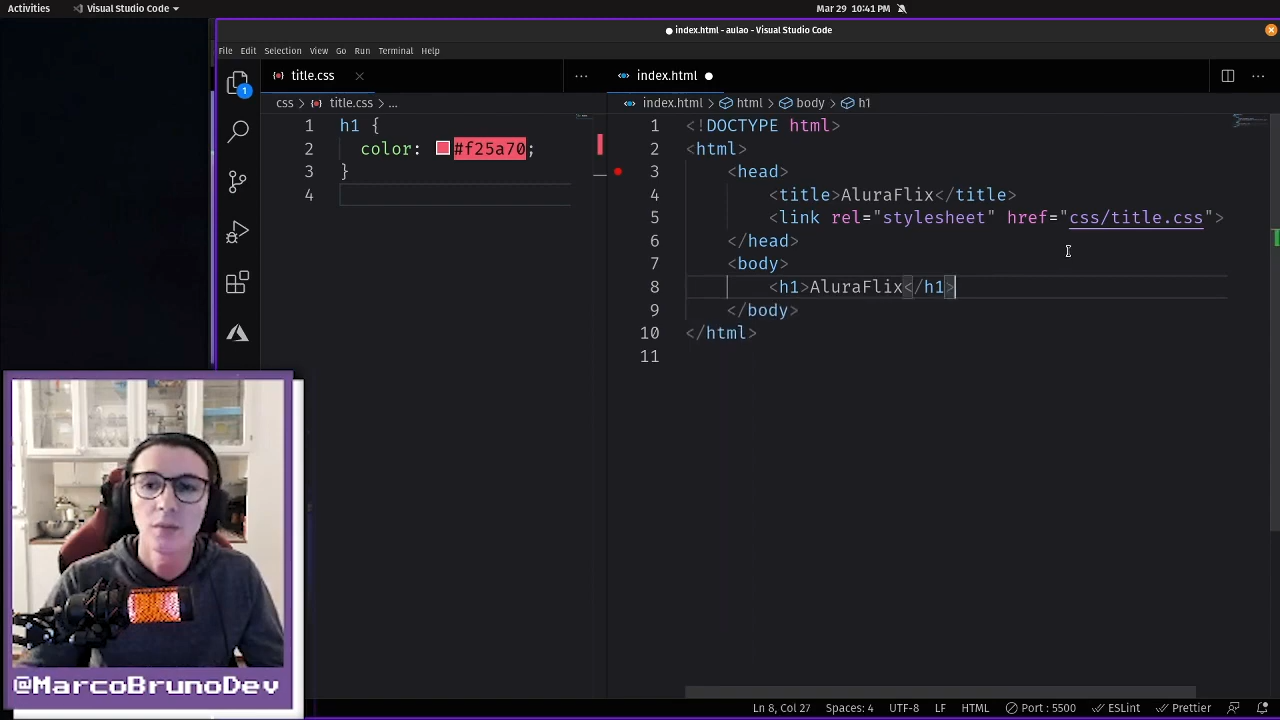 Activities
Visual Studio Code
Mar 29 10:41 PM
● index.html - aulao - Visual Studio Code
File Edit Selection View Go Run Terminal Help
1
title.css
index.html ●
css > title.css > ...
index.html > html > body > h1
1 h1 {
2 color: #f25a70;
3 }
4
1 <!DOCTYPE html>
2 <html>
3 <head>
4 <title>AluraFlix</title>
5 <link rel="stylesheet" href="css/title.css">
6 </head>
7 <body>
8 <h1>AluraFlix</h1>
9 </body>
10 </html>
11
@MarcoBrunoDev
Ln 8, Col 27 Spaces: 4 UTF-8 LF HTML Port : 5500 ESLint Prettier